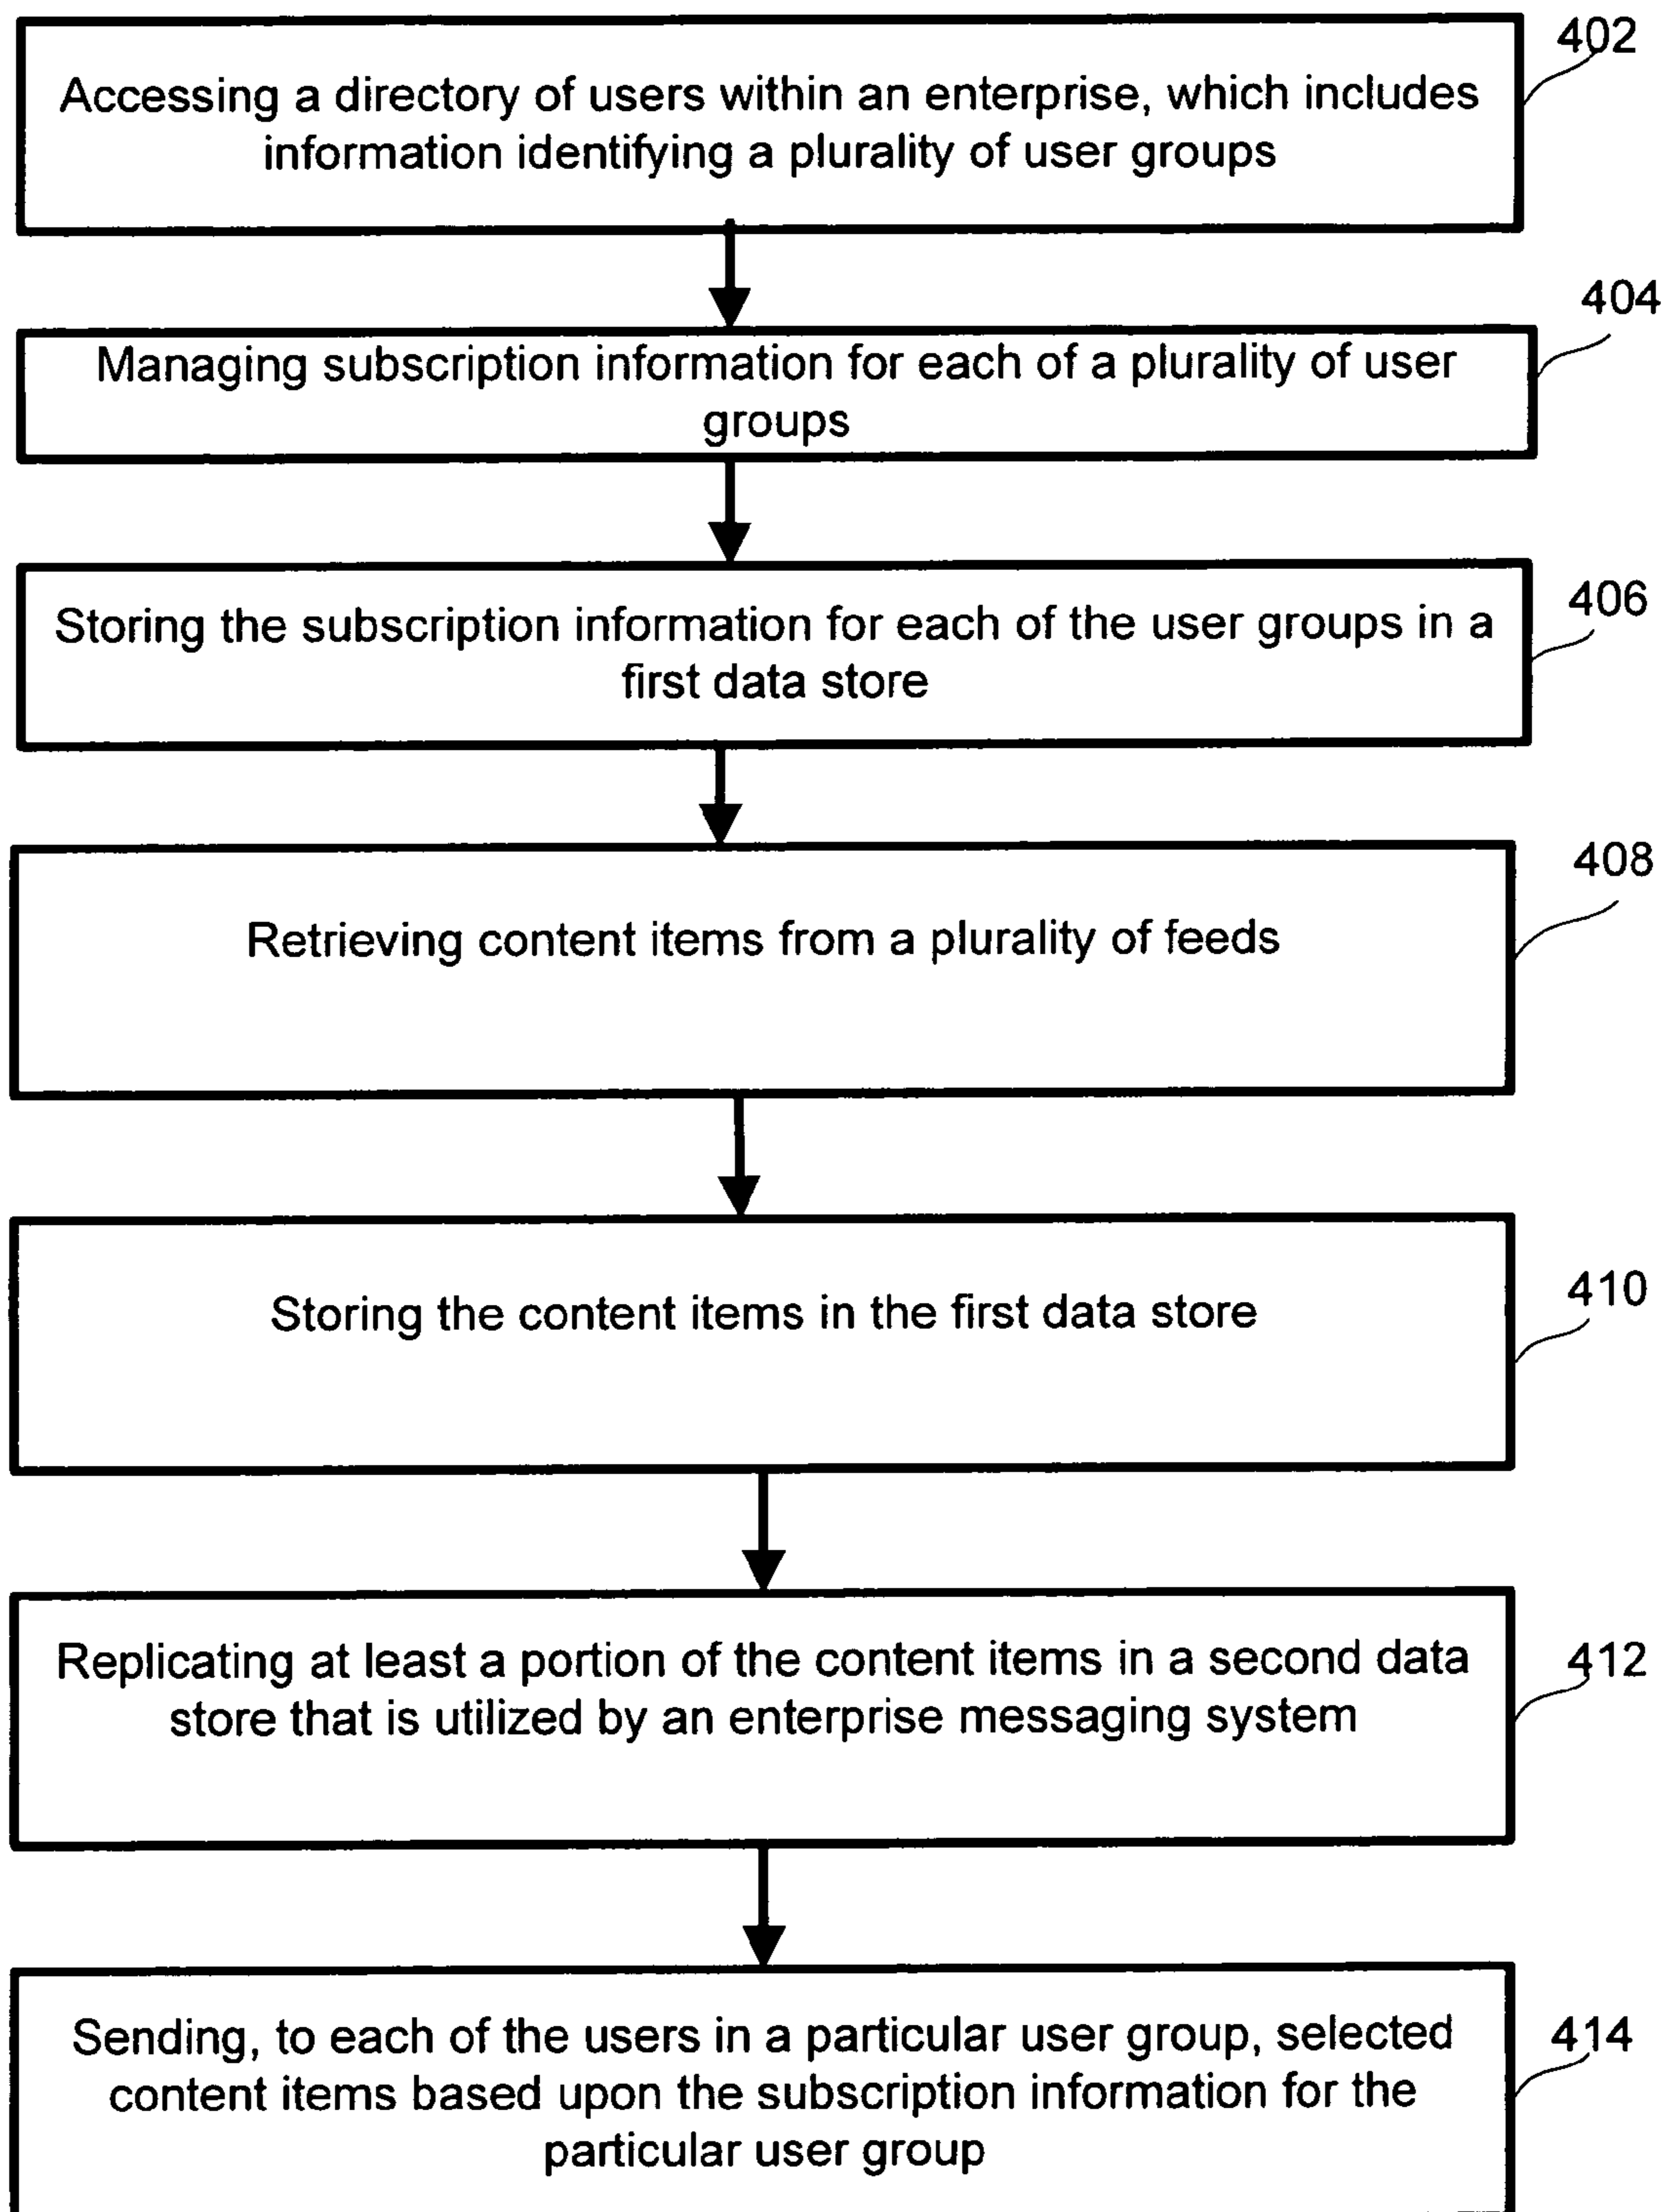 402
Accessing a directory of users within an enterprise, which includes
information identifying a plurality of user groups
404
Managing subscription information for each of a plurality of user
groups
406
Storing the subscription information for each of the user groups in a
first data store
408
Retrieving content items from a plurality of feeds
410
Storing the content items in the first data store
412
Replicating at least a portion of the content items in a second data
store that is utilized by an enterprise messaging system
414
Sending, to each of the users in a particular user group, selected
content items based upon the subscription information for the
particular user group